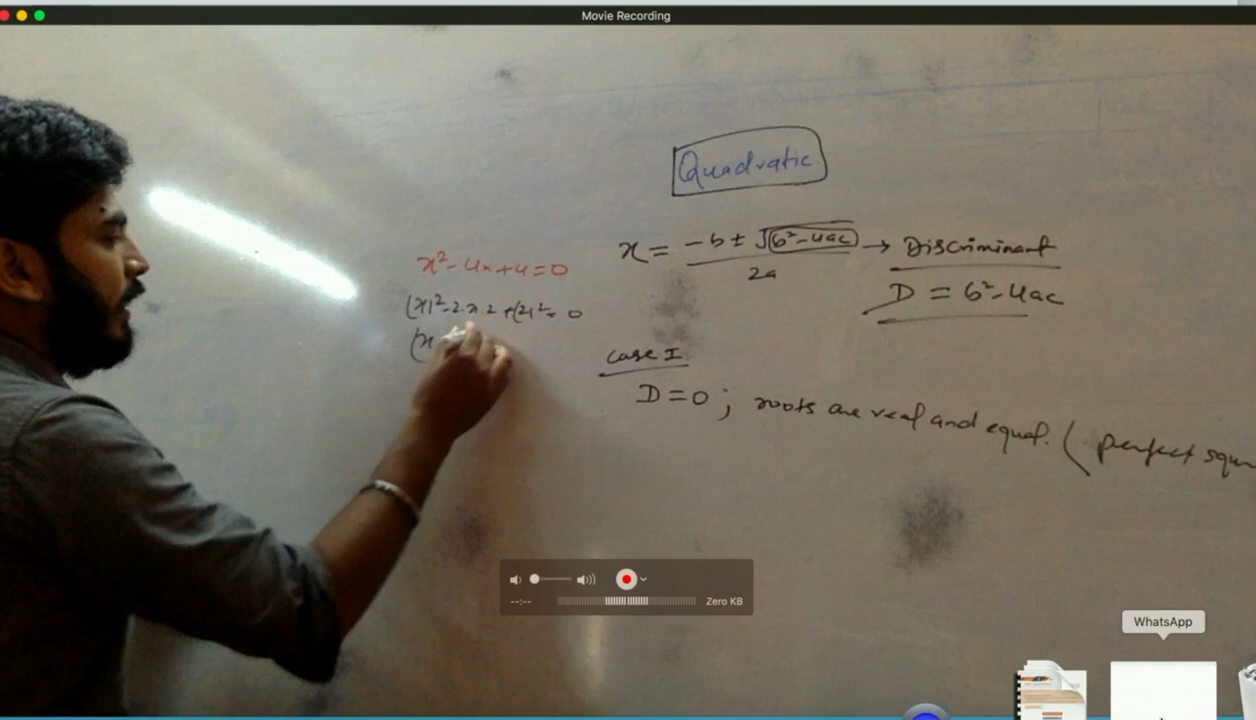 Movie Recording
Quadratic
x = -b ± √(b²-4ac) / 2a → Discriminant
D = b²-4ac
x²-4x+4=0
(x)²-2.x 2 +(2)²= 0
(x
Case I
D=0; roots are real and equal. (perfect squ
--:--
Zero KB
WhatsApp